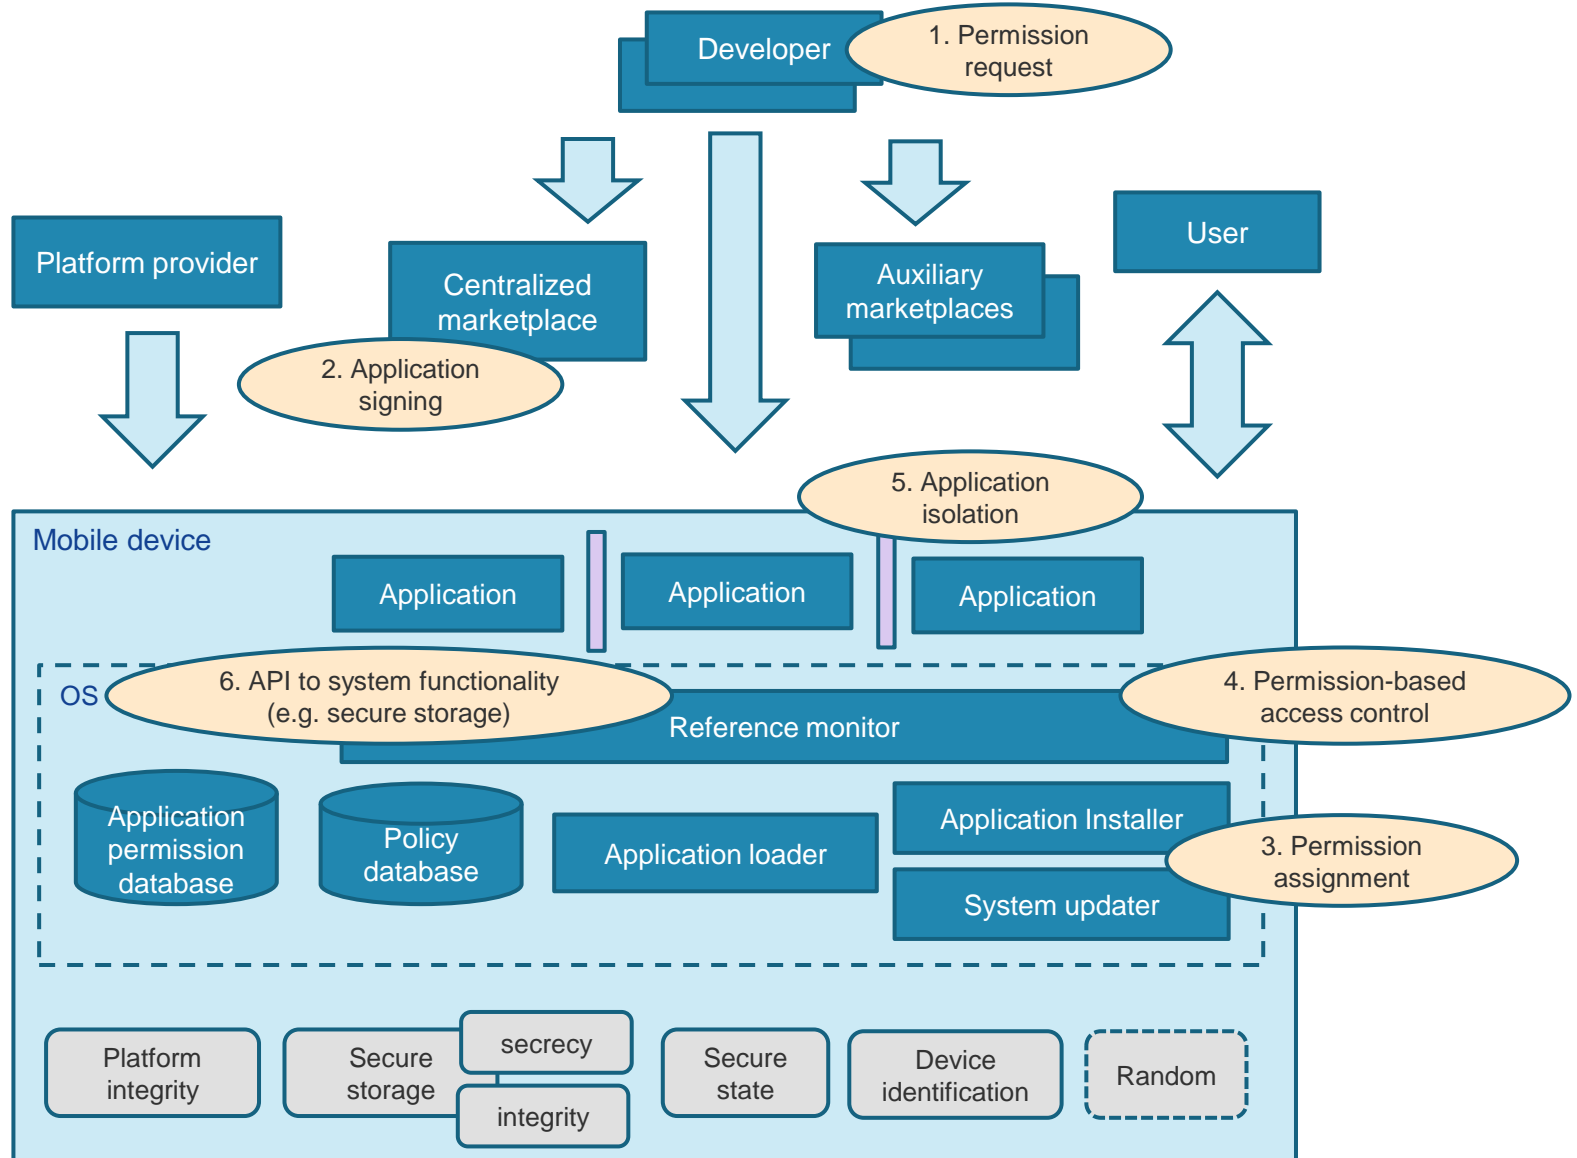 Developer
1. Permission
request
Platform provider
Centralized
marketplace
2. Application
signing
Auxiliary
marketplaces
User
5. Application
isolation
Mobile device
Application
Application
Application
OS
6. API to system functionality
(e.g. secure storage)
Reference monitor
4. Permission-based
access control
Application
permission
database
Policy
database
Application loader
Application Installer
System updater
3. Permission
assignment
Platform
integrity
Secure
storage
secrecy
integrity
Secure
state
Device
identification
Random